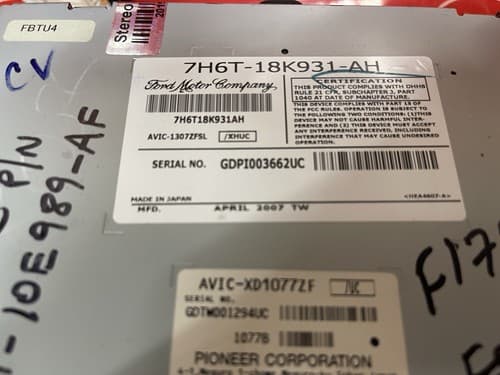 FBTU4
Stereo
201
CV
P/N
10E989-AF
7H6T-18K931-AH
Ford Motor Company
7H6T18K931AH
AVIC-1307ZFSL /XHUC
CERTIFICATION
THIS PRODUCT COMPLIES WITH DHHS
RULE 21 CFR, SUBCHAPTER J, PART
1040 AT DATE OF MANUFACTURE.
THIS DEVICE COMPLIES WITH PART 15 OF
THE FCC RULES. OPERATION IS SUBJECT TO
THE FOLLOWING TWO CONDITIONS: (1)THIS
DEVICE MAY NOT CAUSE HARMFUL INTER-
FERENCE AND (2) THIS DEVICE MUST ACCEPT
ANY INTERFERENCE RECEIVED, INCLUDING
INTERFERENCE THAT MAY CAUSE UNDESIRED
OPERATION.
SERIAL NO. GDPI003662UC
MADE IN JAPAN
<HEA4607-A>
MFD. APRIL 2007 TW
F17
AVIC-XD1077ZF /UC
SERIAL NO.
GDTW001294UC
1077B
PIONEER CORPORATION